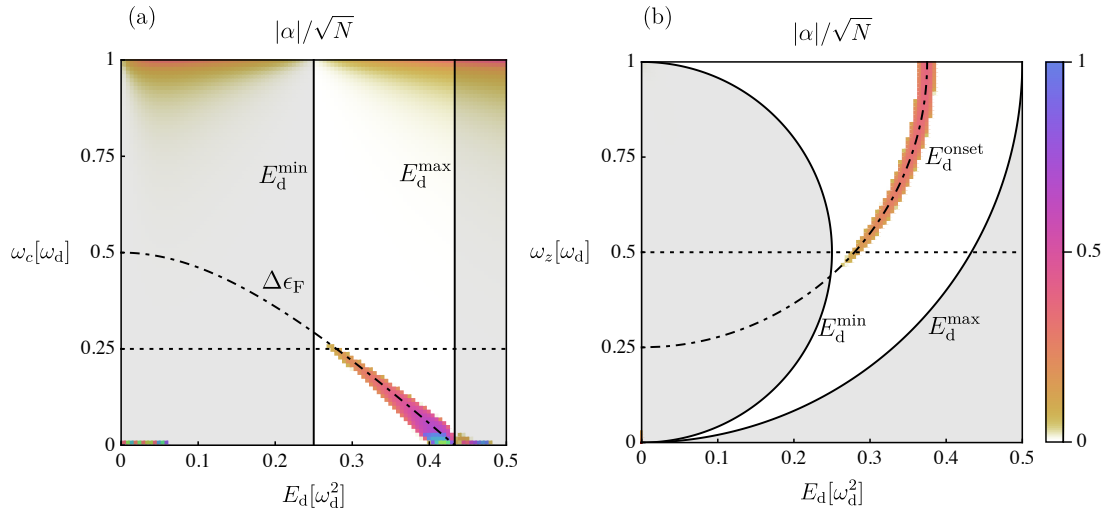 (a)
|α|/√N
1
0.75
ω_c[ω_d]
0.5
0.25
0
E_d^min
E_d^max
Δϵ_F
0 0.1 0.2 0.3 0.4 0.5
E_d[ω_d^2]
(b)
|α|/√N
1
0.75
ω_z[ω_d]
0.5
0.25
0
E_d^onset
E_d^min
E_d^max
0 0.1 0.2 0.3 0.4 0.5
E_d[ω_d^2]
1
0.5
0